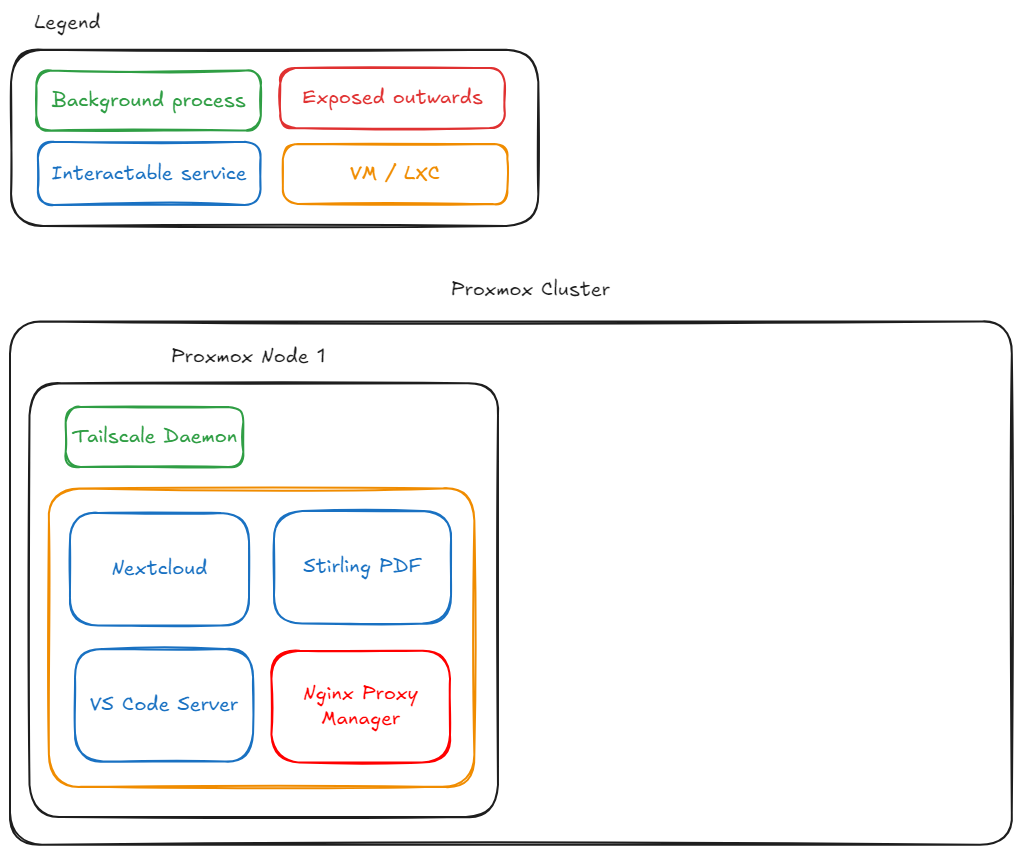 Legend
Background process
Exposed outwards
Interactable service
VM / LXC
Proxmox Cluster
Proxmox Node 1
Tailscale Daemon
Nextcloud
Stirling PDF
VS Code Server
Nginx Proxy
Manager